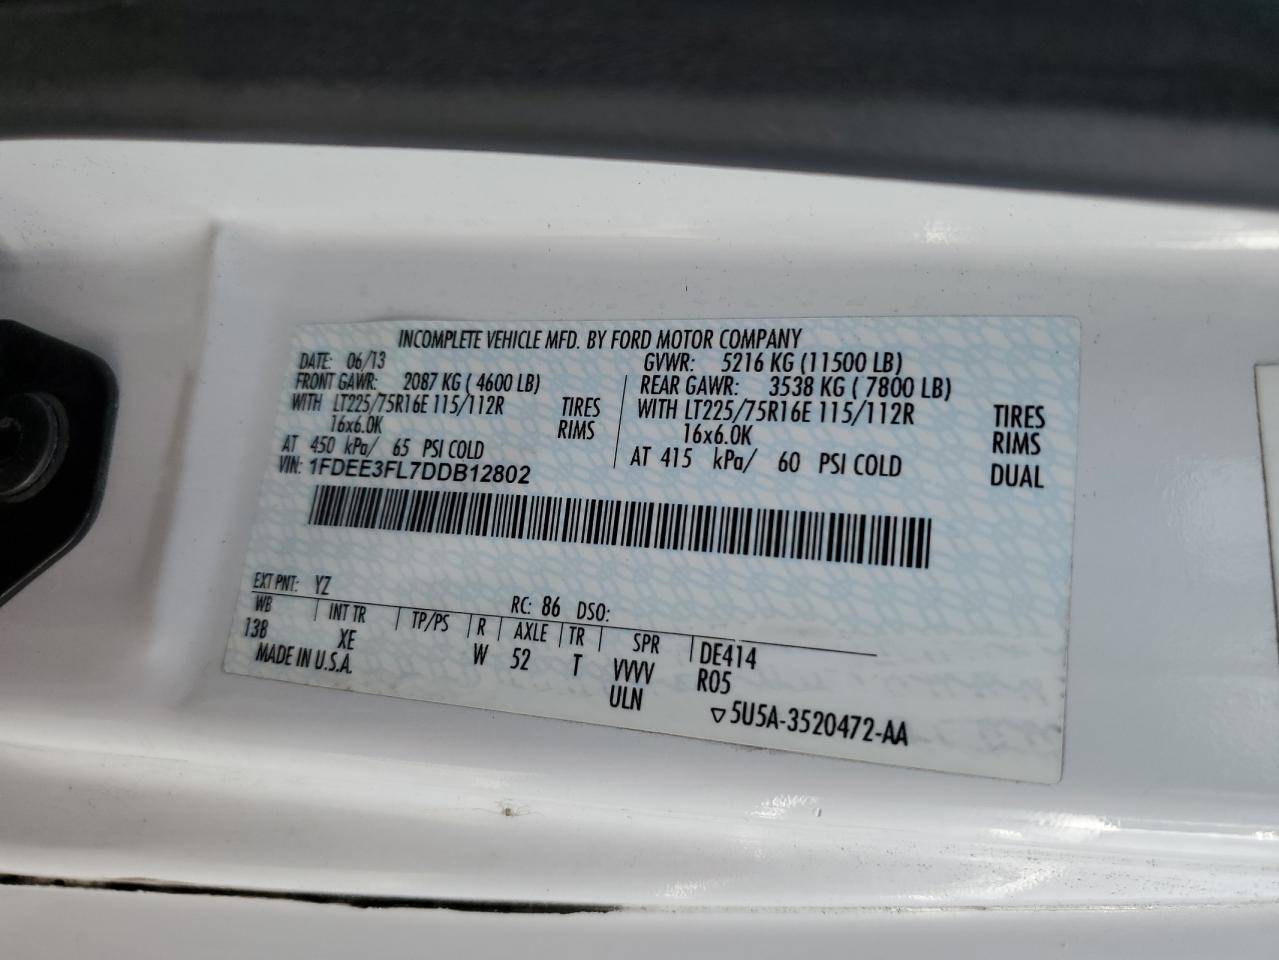 INCOMPLETE VEHICLE MFD. BY FORD MOTOR COMPANY
DATE: 06/13 GVWR: 5216 KG (11500 LB)
FRONT GAWR: 2087 KG ( 4600 LB) REAR GAWR: 3538 KG ( 7800 LB)
WITH LT225/75R16E 115/112R TIRES WITH LT225/75R16E 115/112R TIRES
16x6.0K RIMS 16x6.0K RIMS
AT 450 kPa/ 65 PSI COLD AT 415 kPa/ 60 PSI COLD DUAL
VIN: 1FDEE3FL7DDB12802
EXT PNT: YZ RC: 86 DSO:
WB INT TR TP/PS R AXLE TR SPR DE414
138 XE W 52 T VVVV R05
MADE IN U.S.A. ULN
▽5U5A-3520472-AA